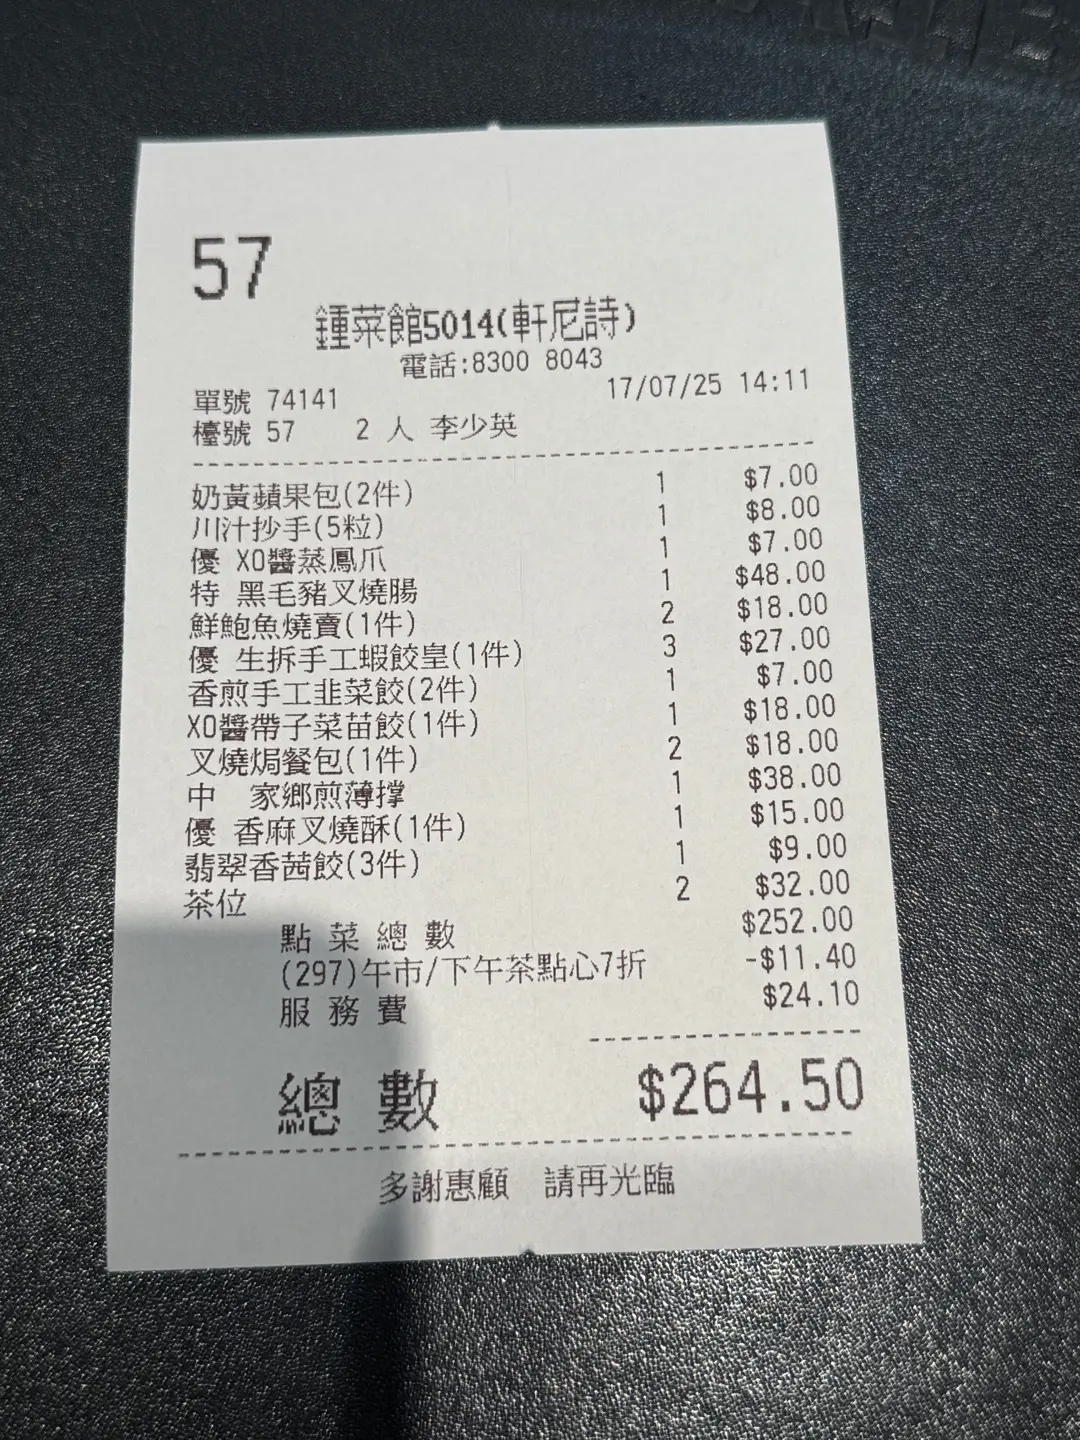 57
鍾菜館5014(軒尼詩)
電話:8300 8043
單號 74141 17/07/25 14:11
檯號 57 2 人 李少英
奶黃蘋果包(2件) 1 $7.00
川汁抄手(5粒) 1 $8.00
優 XO醬蒸鳳爪 1 $7.00
特 黑毛豬叉燒腸 1 $48.00
鮮鮑魚燒賣(1件) 2 $18.00
優 生拆手工蝦餃皇(1件) 3 $27.00
香煎手工韭菜餃(2件) 1 $7.00
XO醬帶子菜苗餃(1件) 1 $18.00
叉燒焗餐包(1件) 2 $18.00
中 家鄉煎薄撑 1 $38.00
優 香麻叉燒酥(1件) 1 $15.00
翡翠香茜餃(3件) 1 $9.00
茶位 2 $32.00
點菜總數 $252.00
(297)午市/下午茶點心7折 -$11.40
服務費 $24.10
總數 $264.50
多謝惠顧 請再光臨